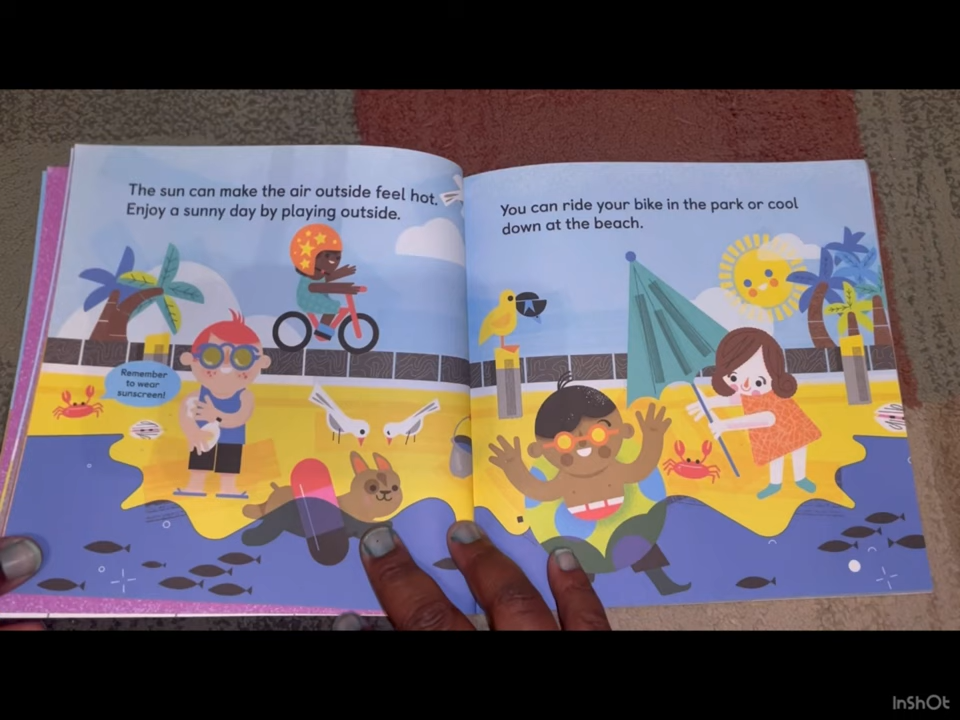 The sun can make the air outside feel hot.
Enjoy a sunny day by playing outside.
You can ride your bike in the park or cool
down at the beach.
Remember
to wear
sunscreen!
InShOt